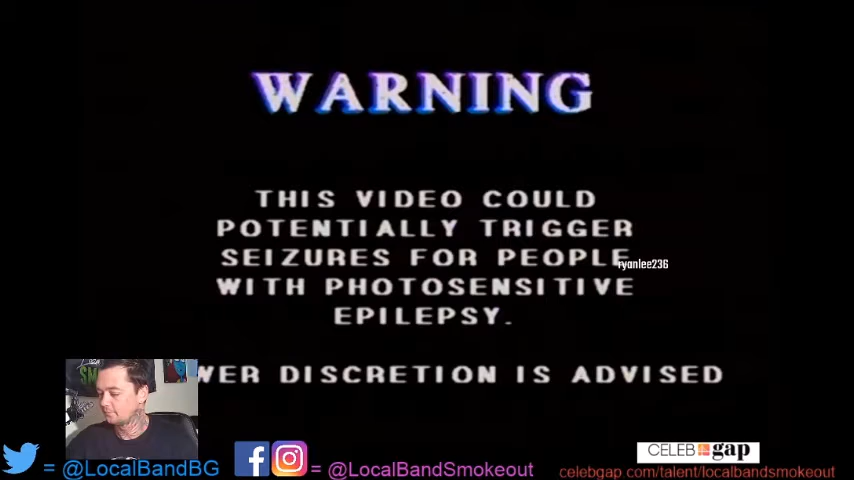 WARNING
THIS VIDEO COULD
POTENTIALLY TRIGGER
SEIZURES FOR PEOPLE
ryanlee236
WITH PHOTOSENSITIVE
EPILEPSY.
WER DISCRETION IS ADVISED
SM
= @LocalBandBG
= @LocalBandSmokeout
CELEB gap
celebgap.com/talent/localbandsmokeout